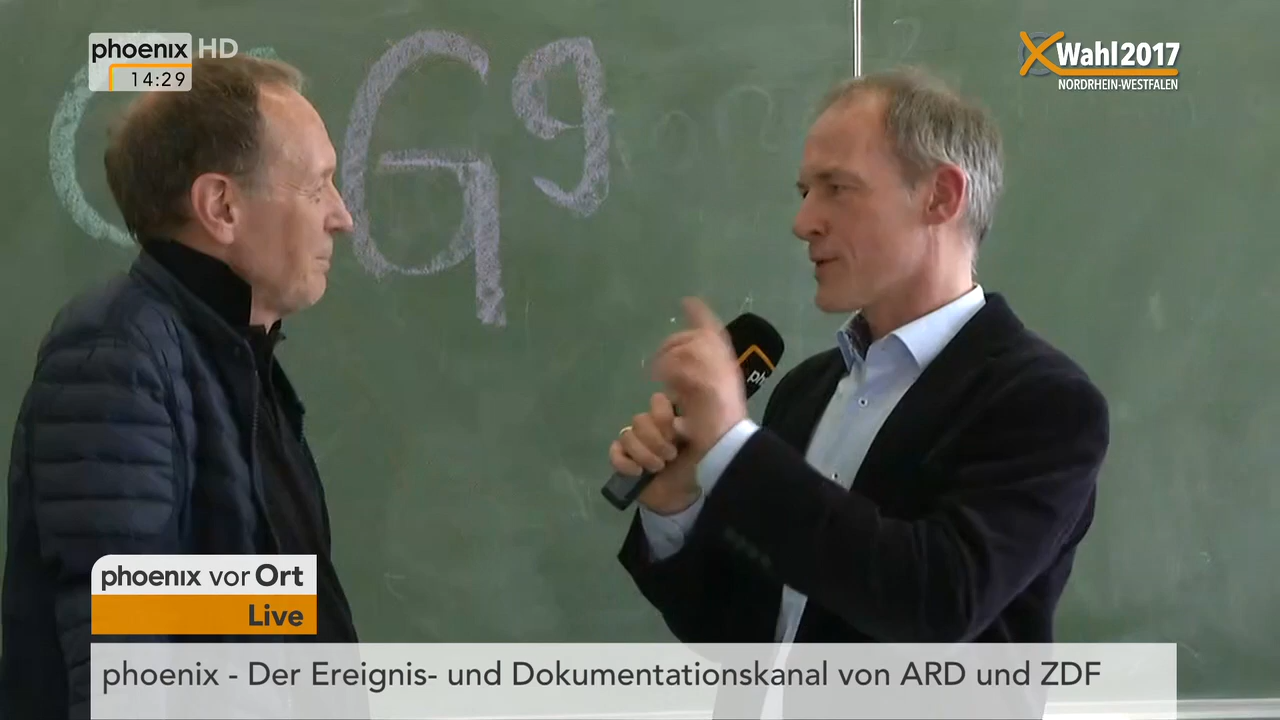 phoenix HD
14:29
Wahl2017
NORDRHEIN-WESTFALEN
G g
ph
phoenix vor Ort
Live
phoenix - Der Ereignis- und Dokumentationskanal von ARD und ZDF